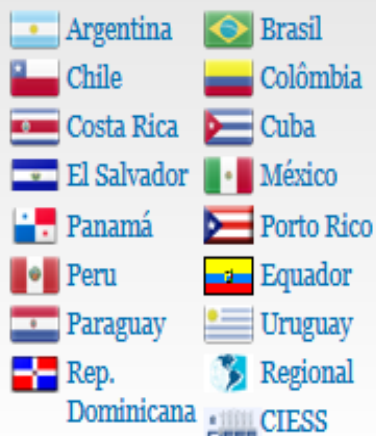 Argentina
Brasil
Chile
Colômbia
Costa Rica
Cuba
El Salvador
México
Panamá
Porto Rico
Peru
Equador
Paraguay
Uruguay
Rep.
Dominicana
Regional
CIESS